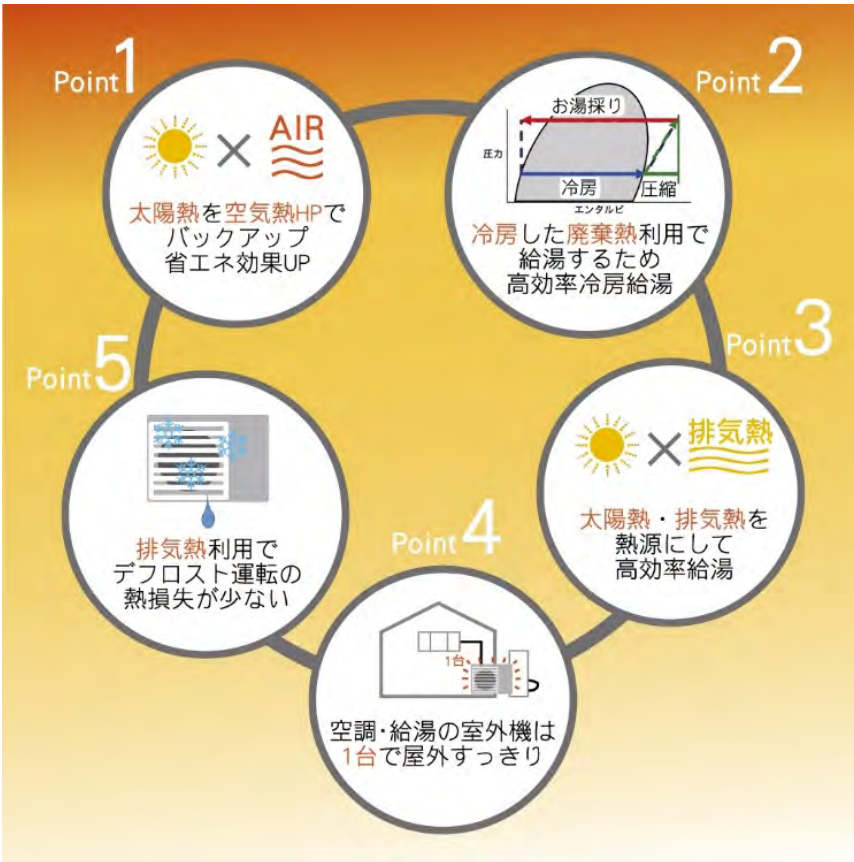 Point1
AIR
太陽熱を空気熱HPで
バックアップ
省エネ効果UP
Point2
お湯採り
圧力
冷房
圧縮
エンタルピ
冷房した廃棄熱利用で
給湯するため
高効率冷房給湯
Point3
排気熱
太陽熱・排気熱を
熱源にして
高効率給湯
Point4
1台
空調・給湯の室外機は
1台で屋外すっきり
Point5
排気熱利用で
デフロスト運転の
熱損失が少ない